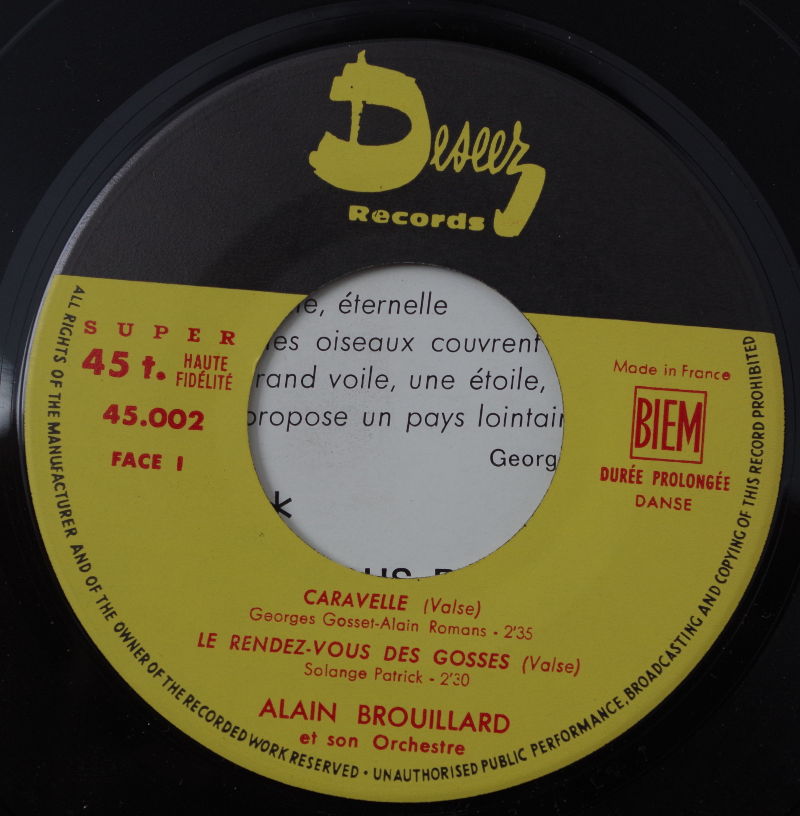 Deseez
Records
éternelle
oiseaux couvrent
voile, une étoile,
propose un pays
Georg
SUPER
45 t. HAUTE FIDÉLITÉ
45.002
FACE 1
Made in France
BIEM
DURÉE PROLONGÉE
DANSE
CARAVELLE (Valse)
Georges Gosset-Alain Romans - 2'35
LE RENDEZ-VOUS DES GOSSES (Valse)
Solange Patrick - 2'30
ALAIN BROUILLARD
et son Orchestre
ALL RIGHTS OF THE MANUFACTURER AND OF THE OWNER OF THE RECORDED WORK RESERVED • UNAUTHORISED PUBLIC PERFORMANCE, BROADCASTING AND COPYING OF THIS RECORD PROHIBITED